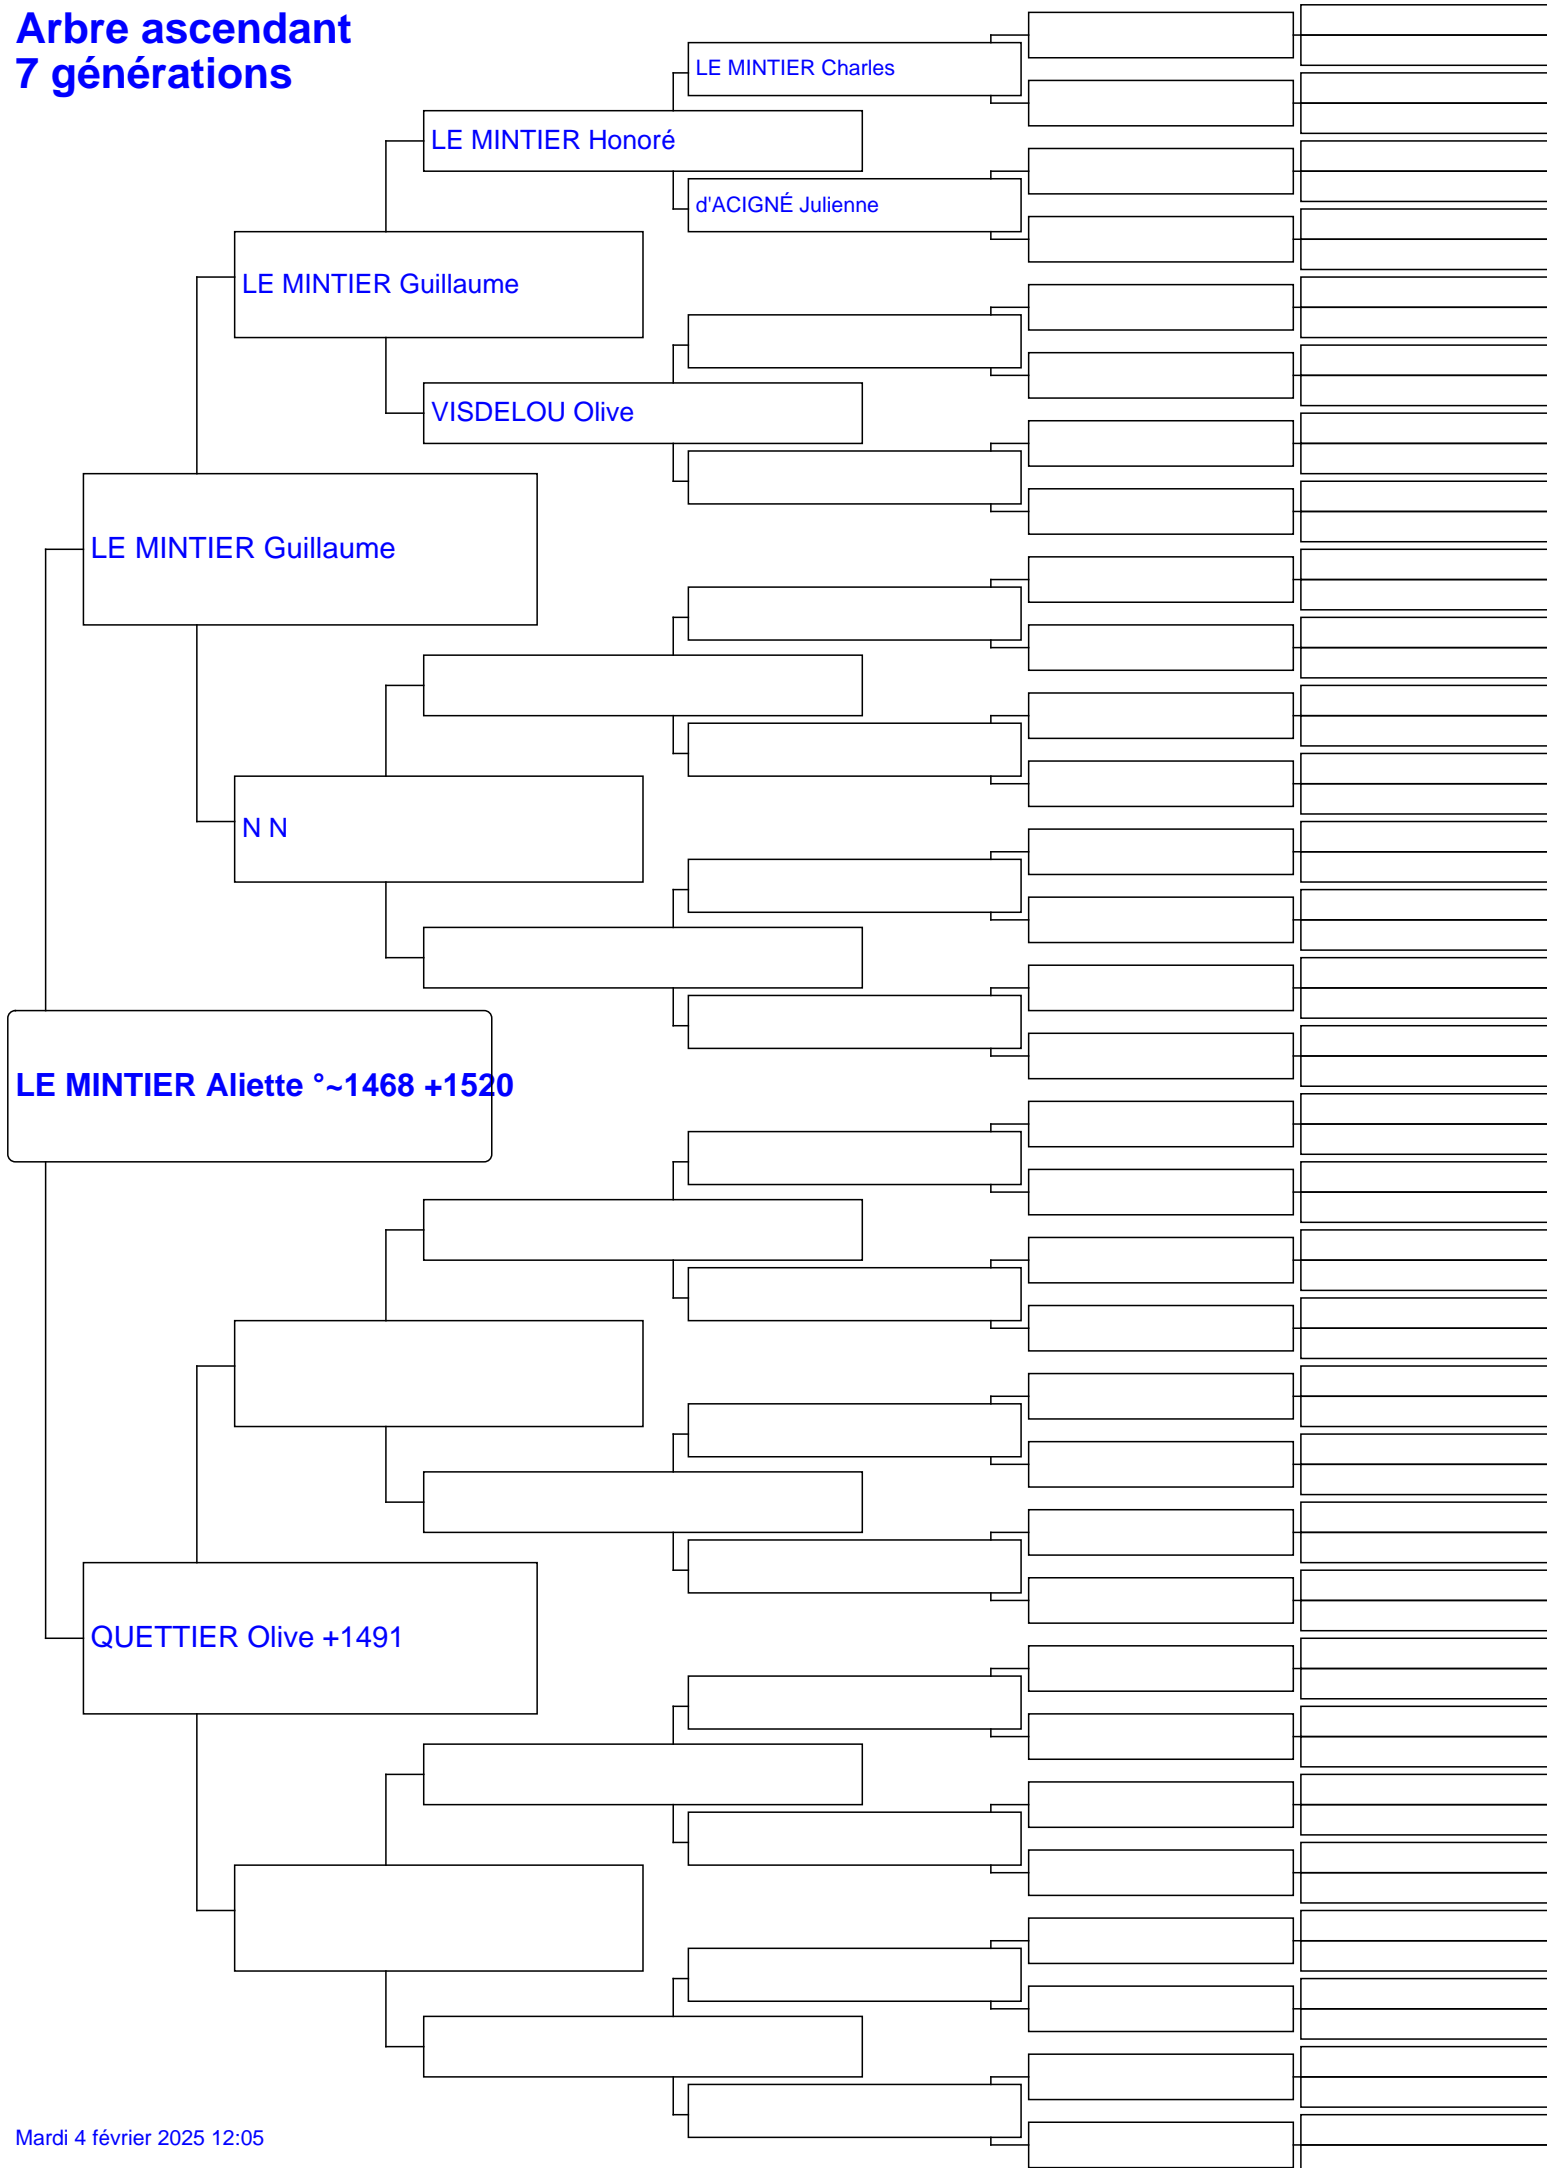 Arbre ascendant
7 générations
LE MINTIER Charles
LE MINTIER Honoré
d'ACIGNÉ Julienne
LE MINTIER Guillaume
VISDELOU Olive
LE MINTIER Guillaume
N N
LE MINTIER Aliette °~1468 +1520
QUETTIER Olive +1491
Mardi 4 février 2025 12:05